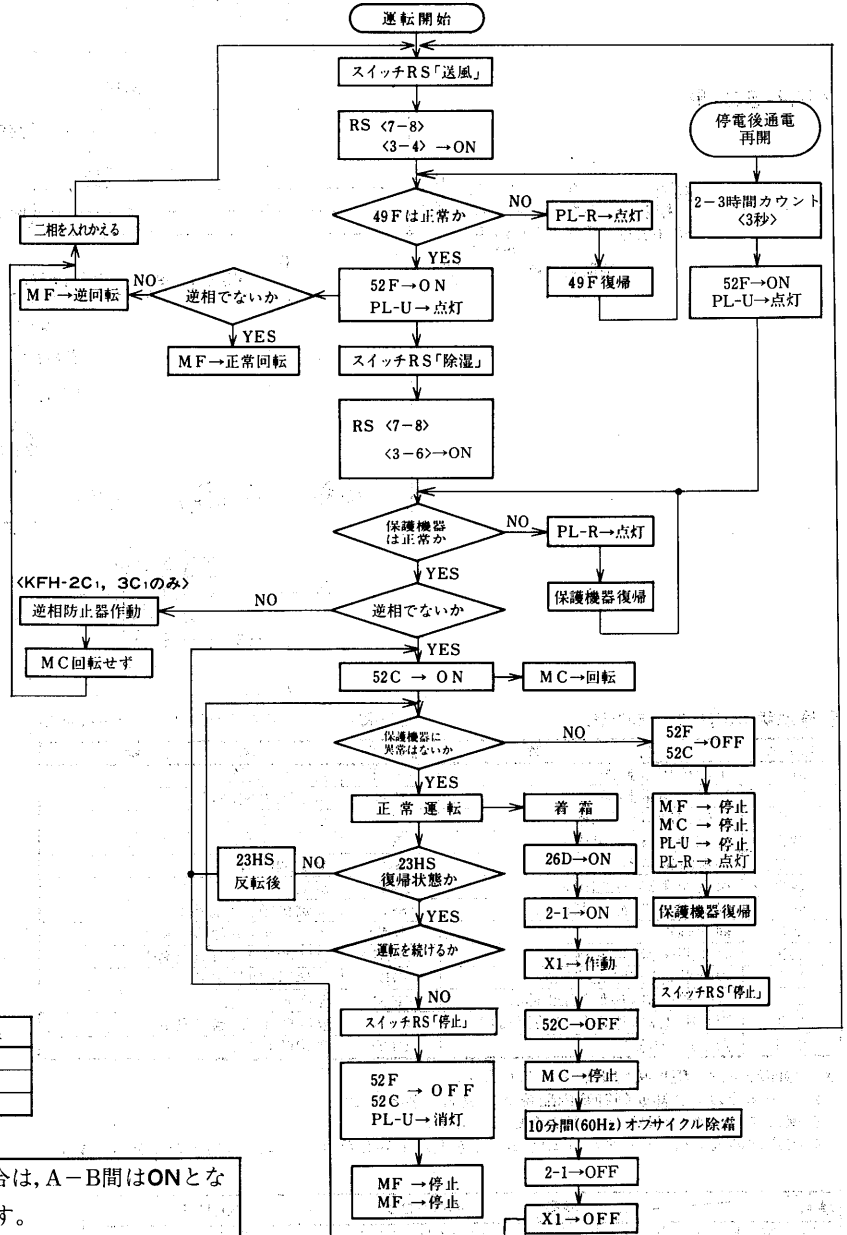 運転開始
スイッチRS「送風」
RS <7-8>
<3-4> →ON
停電後通電
再開
49Fは正常か
NO
PL-R→点灯
2-3時間カウント
<3秒>
二相を入れかえる
YES
49F復帰
52F→ON
PL-U→点灯
52F→ON
PL-U→点灯
MF→逆回転
NO
逆相でないか
YES
MF→正常回転
スイッチRS「除湿」
RS <7-8>
<3-6>→ON
保護機器
は正常か
NO
PL-R→点灯
YES
保護機器復帰
<KFH-2C₁, 3C₁のみ>
逆相防止器作動
NO
逆相でないか
YES
MC回転せず
52C → ON
MC→回転
保護機器に
異常はないか
NO
52F
52C
→OFF
YES
正常運転
着霜
MF → 停止
MC → 停止
PL-U → 停止
PL-R → 点灯
23HS
反転後
NO
23HS
復帰状態か
26D→ON
YES
2-1→ON
保護機器復帰
運転を続けるか
X1→作動
NO
スイッチRS「停止」
スイッチRS「停止」
52C→OFF
52F
52C
→ OFF
PL-U→消灯
MC→停止
10分間(60Hz)オフサイクル除霜
2-1→OFF
MF →停止
MF →停止
X1→OFF
合は,A-B間はONとな
す。